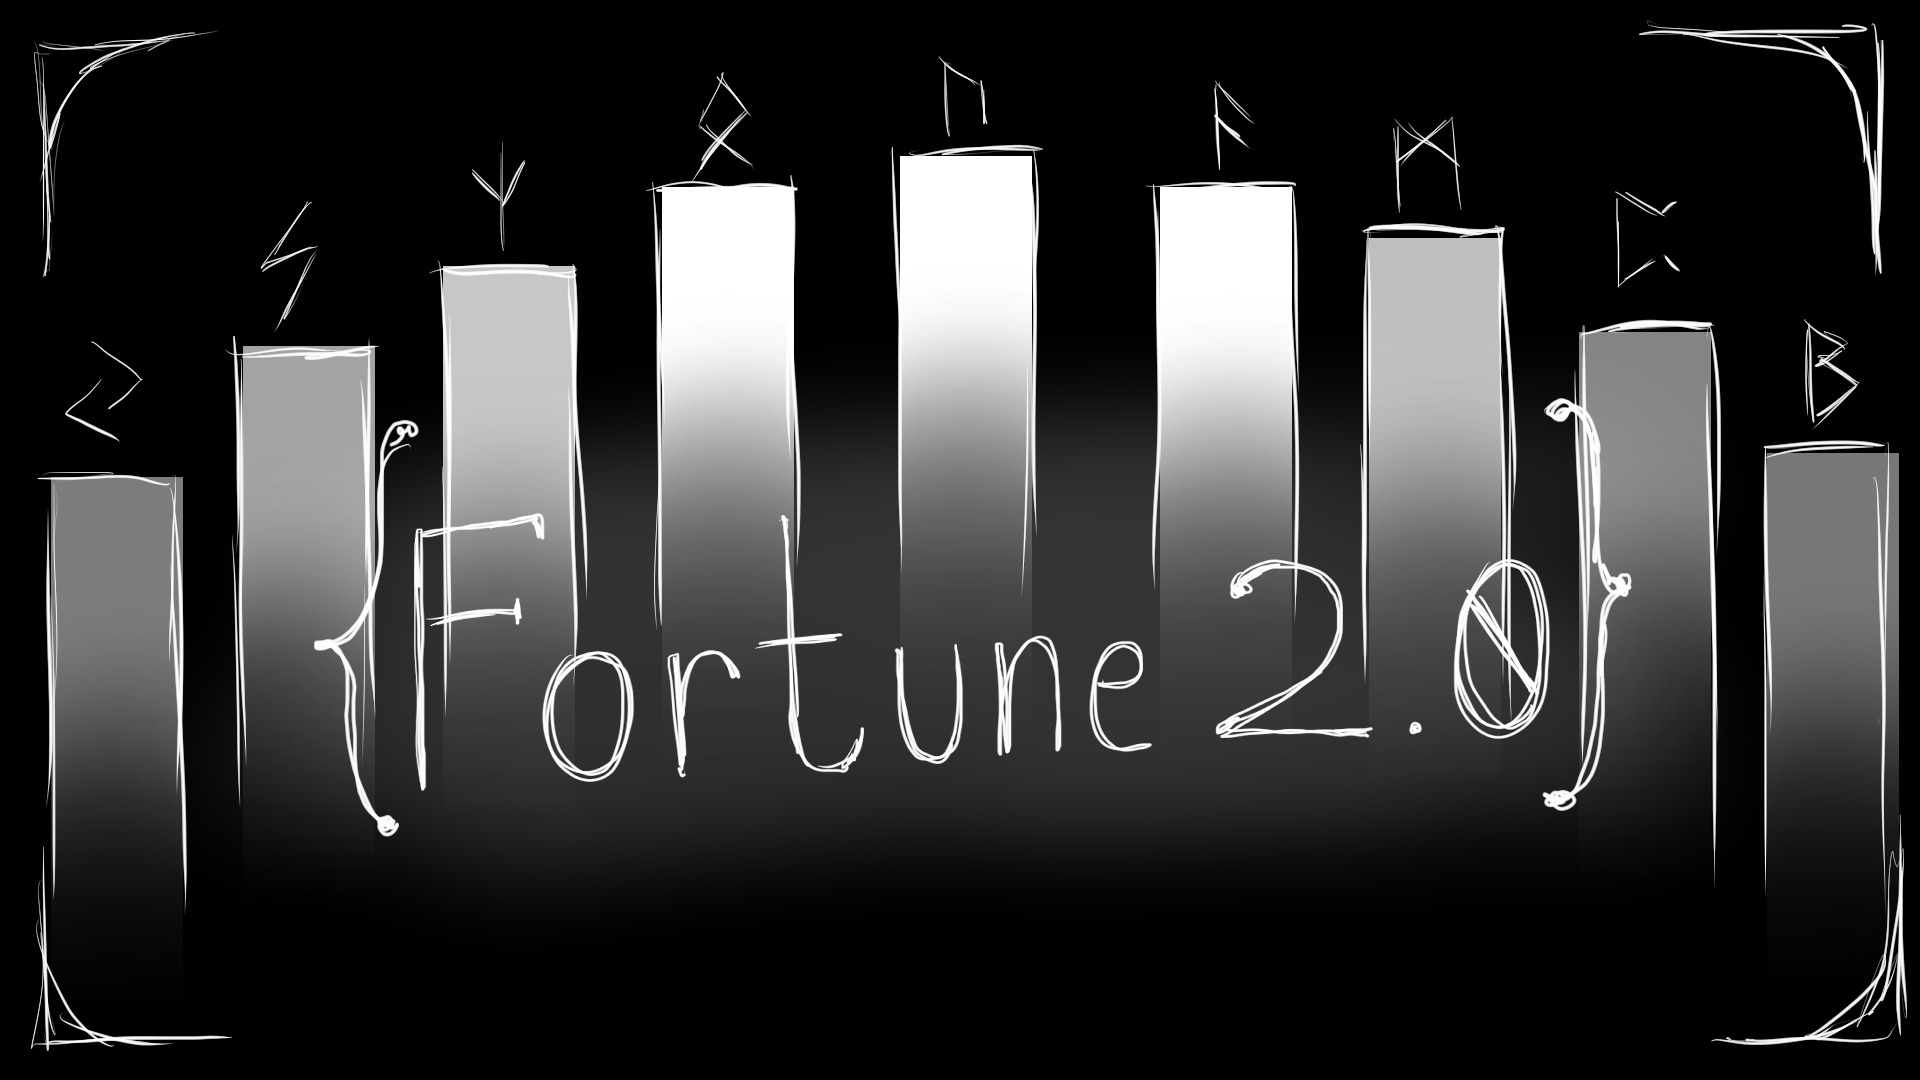 ᛃ ᛋ ᛉ ᛟ ᚢ ᚨ ᛗ ᛈ ᛒ
{Fortune 2.0}